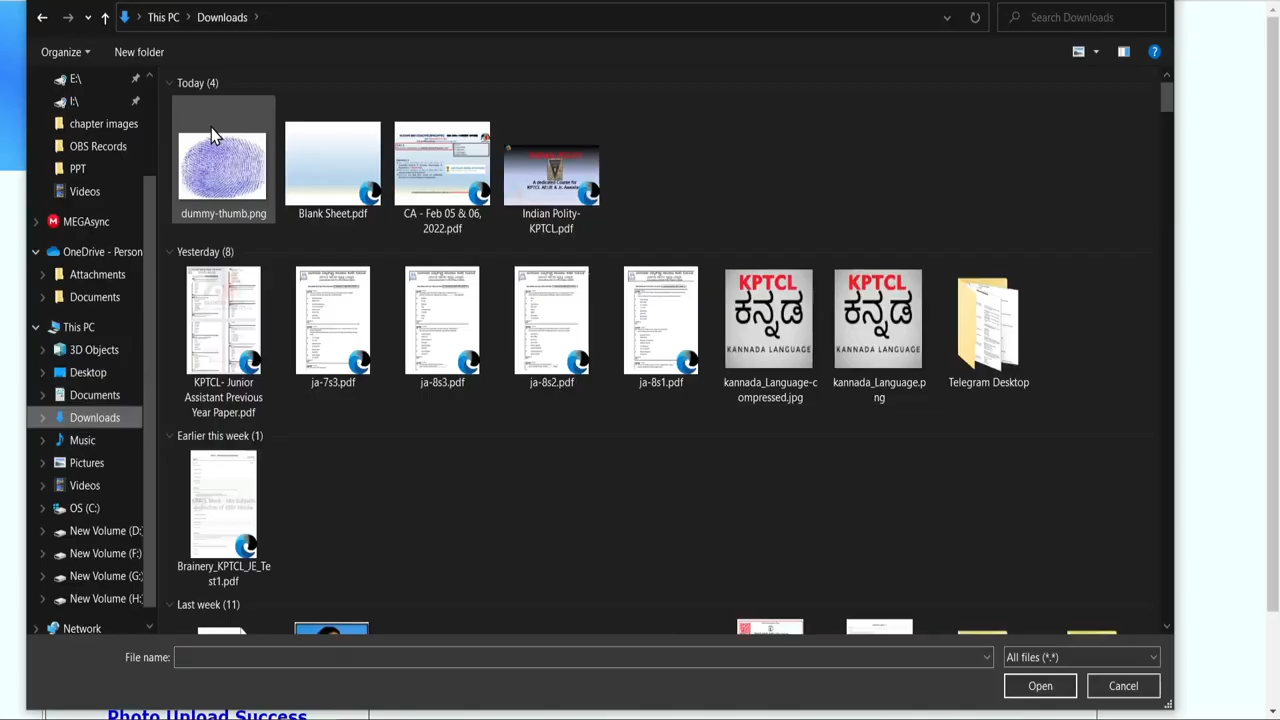 This PC
Downloads
Search Downloads
Organize
New folder
E:\
I:\
career images
OBS Records
PPT
Videos
MEGAsync
OneDrive - Person
Attachments
Documents
This PC
3D Objects
Desktop
Documents
Downloads
Music
Pictures
Videos
OS (C:)
New Volume (D:
New Volume (F:)
New Volume (G:
New Volume (H:
Network
Today (4)
dummy-thumb.png
Blank Sheet.pdf
CA - Feb 05 & 06,
2022.pdf
Indian Polity-
KPTCL.pdf
Yesterday (8)
KPTCL
ಕನ್ನಡ
KANNADA LANGUAGE
KPTCL
ಕನ್ನಡ
KANNADA LANGUAGE
KPTCL- Junior
Assistant Previous
Year Paper.pdf
ja-7s3.pdf
ja-8s3.pdf
ja-8s2.pdf
ja-8s1.pdf
kannada_Language-c
ompressed.jpg
kannada_Language.p
ng
Telegram Desktop
Earlier this week (1)
Brainery_KPTCL_JE_Te
st1.pdf
Last week (11)
File name:
All files (*.*)
Open
Cancel
Photo Upload Success